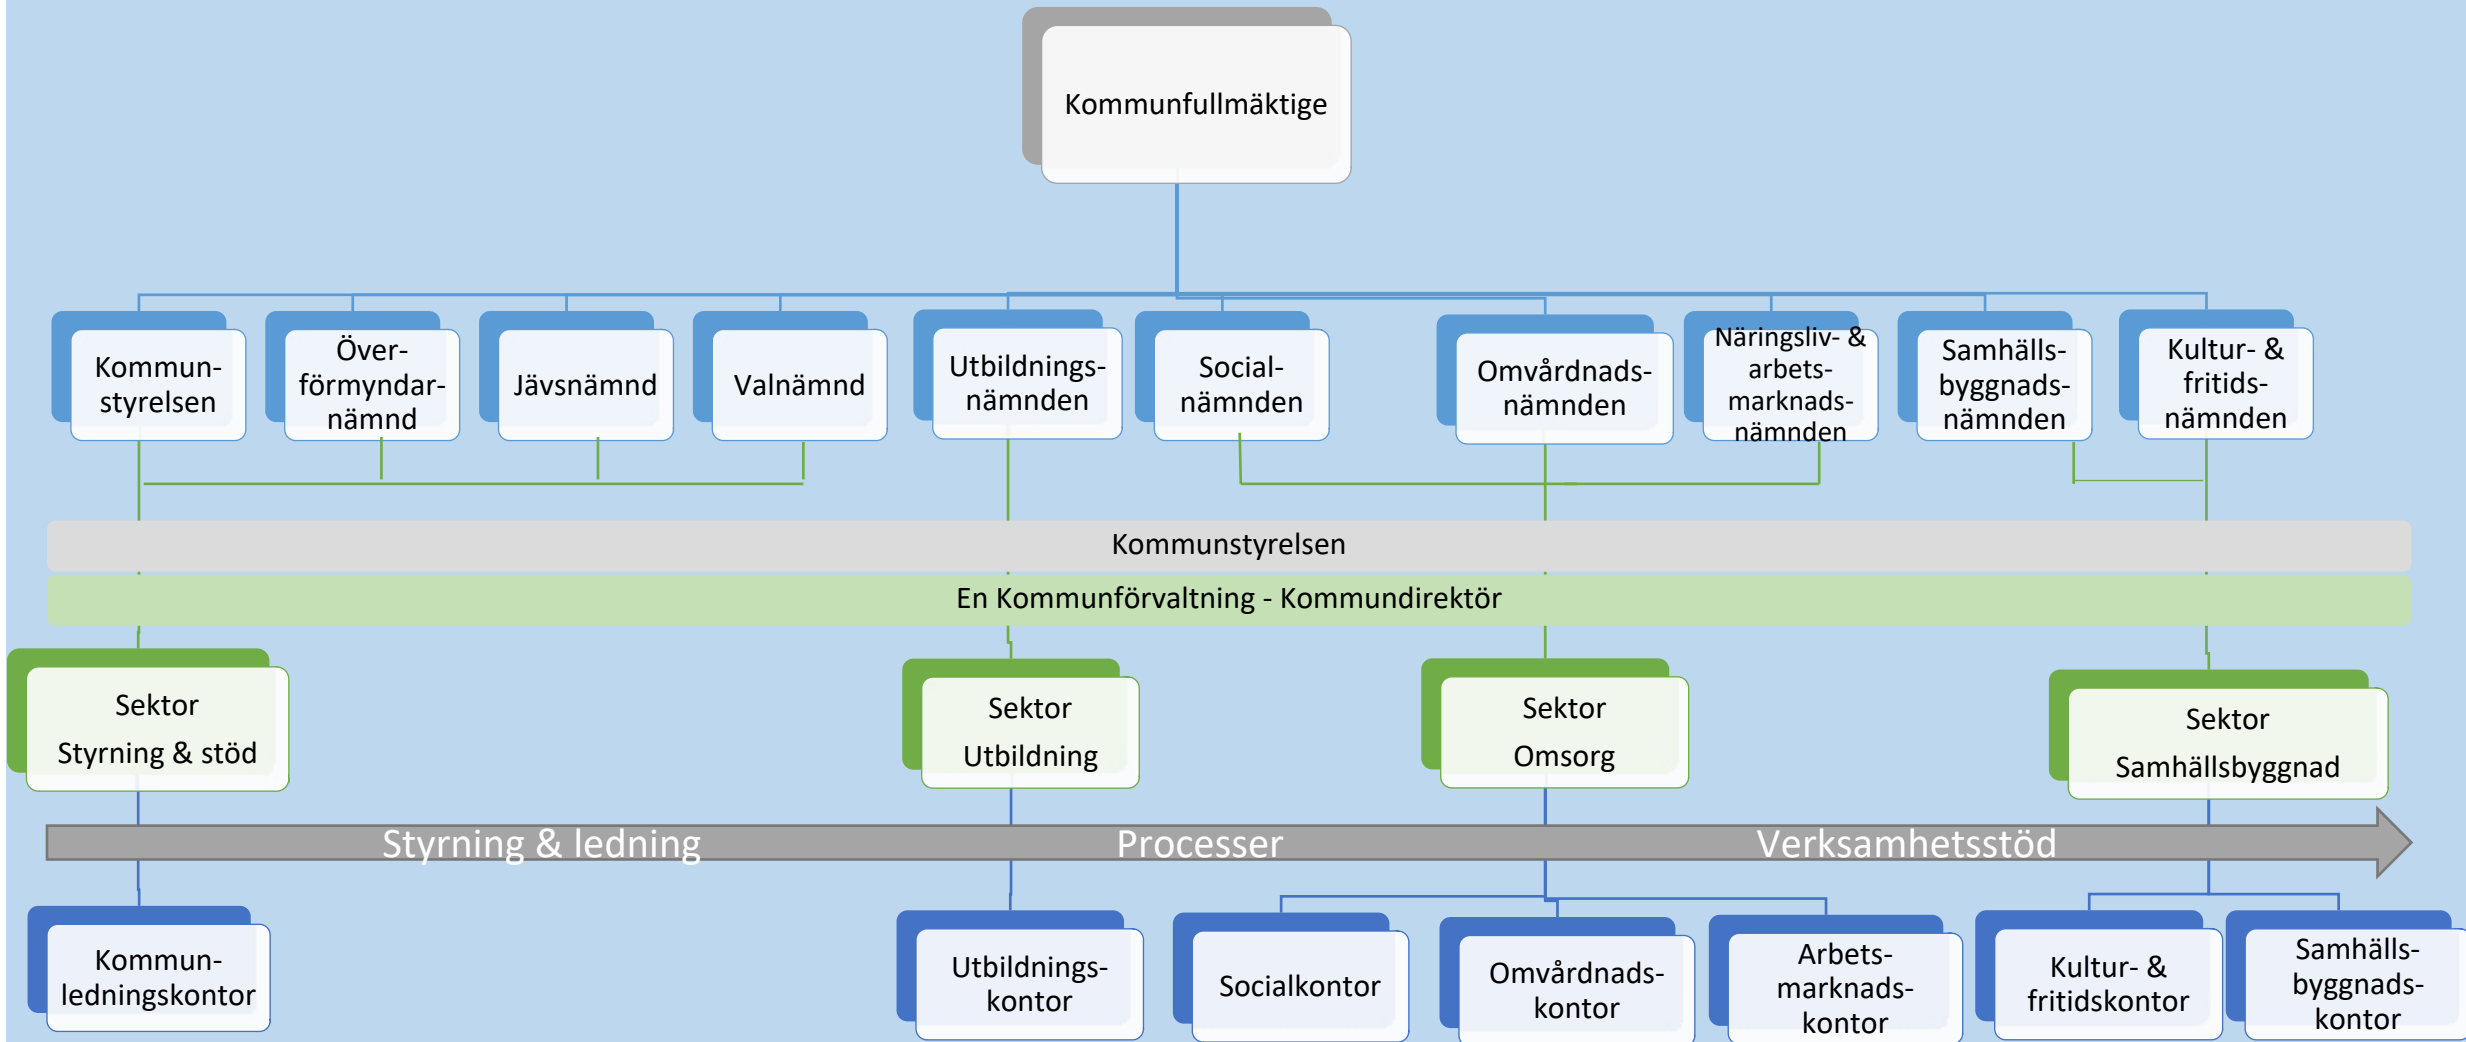 Kommunfullmäktige
Kommun-
styrelsen
Över-
förmyndar-
nämnd
Jävsnämnd
Valnämnd
Utbildnings-
nämnden
Social-
nämnden
Omvårdnads-
nämnden
Näringsliv- &
arbets-
marknads-
nämnden
Samhälls-
byggnads-
nämnden
Kultur- &
fritids-
nämnden
Kommunstyrelsen
En Kommunförvaltning - Kommundirektör
Sektor
Styrning & stöd
Sektor
Utbildning
Sektor
Omsorg
Sektor
Samhällsbyggnad
Styrning & ledning
Processer
Verksamhetsstöd
Kommun-
ledningskontor
Utbildnings-
kontor
Socialkontor
Omvårdnads-
kontor
Arbets-
marknads-
kontor
Kultur- &
fritidskontor
Samhälls-
byggnads-
kontor